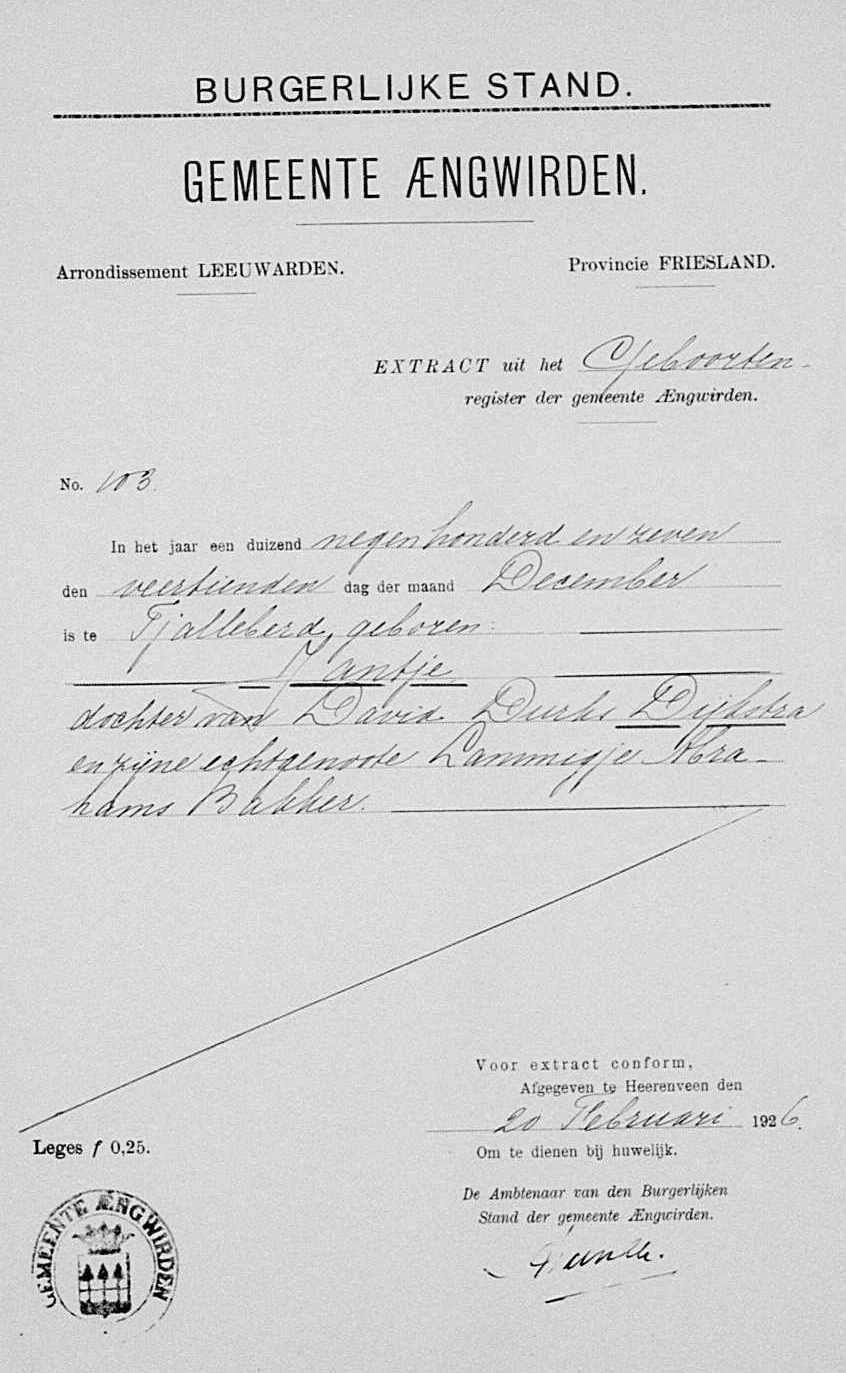 BURGERLIJKE STAND.
GEMEENTE ÆNGWIRDEN.
Arrondissement LEEUWARDEN.
Provincie FRIESLAND.
EXTRACT uit het Geboorten-
register der gemeente Ængwirden.
No. 103.
In het jaar een duizend negenhonderd en zeven
den veertienden dag der maand December
is te Tjalleberd, geboren:
Jantje
dochter van David Durks Dijkstra
en zijne echtgenoote Lammigje Abra-
hams Bakker.
Voor extract conform,
Afgegeven te Heerenveen den
20 Februari 1926.
Leges f 0,25.
Om te dienen bij huwelijk.
De Ambtenaar van den Burgerlijken
Stand der gemeente Ængwirden.
GEMEENTE ÆNGWIRDEN